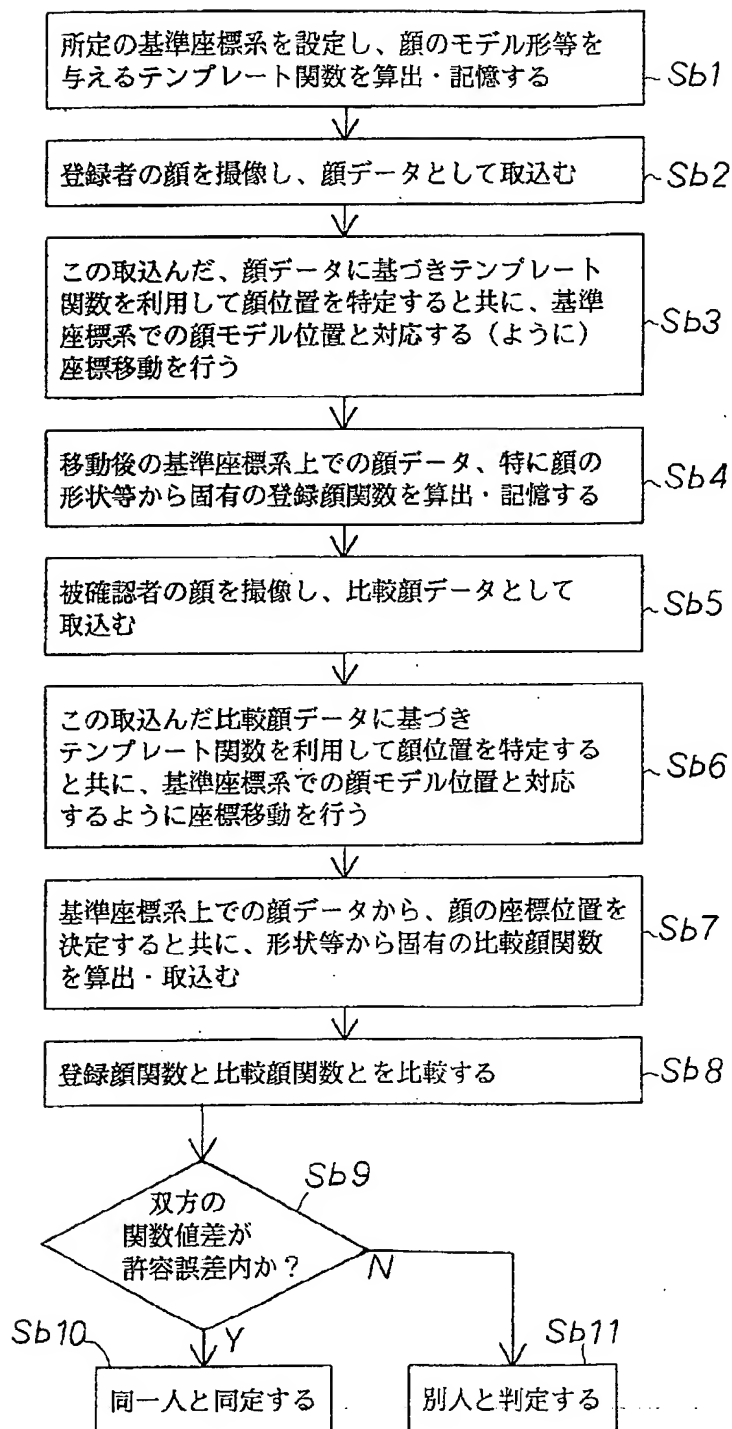 所定の基準座標系を設定し、顔のモデル形等を
与えるテンプレート関数を算出・記憶する
Sb1
登録者の顔を撮像し、顔データとして取込む
Sb2
この取込んだ、顔データに基づきテンプレート
関数を利用して顔位置を特定すると共に、基準
座標系での顔モデル位置と対応する（ように）
座標移動を行う
Sb3
移動後の基準座標系上での顔データ、特に顔の
形状等から固有の登録顔関数を算出・記憶する
Sb4
被確認者の顔を撮像し、比較顔データとして
取込む
Sb5
この取込んだ比較顔データに基づき
テンプレート関数を利用して顔位置を特定する
と共に、基準座標系での顔モデル位置と対応
するように座標移動を行う
Sb6
基準座標系上での顔データから、顔の座標位置を
決定すると共に、形状等から固有の比較顔関数
を算出・取込む
Sb7
登録顔関数と比較顔関数とを比較する
Sb8
双方の
関数値差が
許容誤差内か？
Sb9
N
Y
Sb10
同一人と同定する
Sb11
別人と判定する